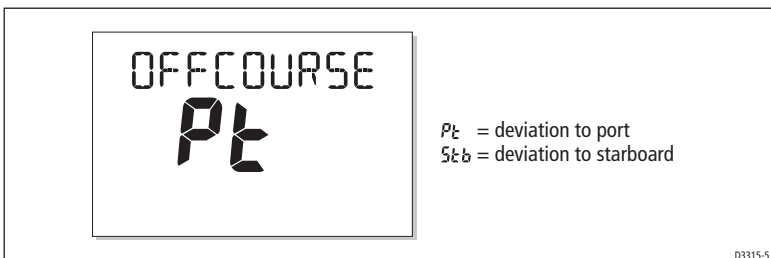 OFFCOURSE
Pt
Pt = deviation to port
Stb = deviation to starboard
D3315-5